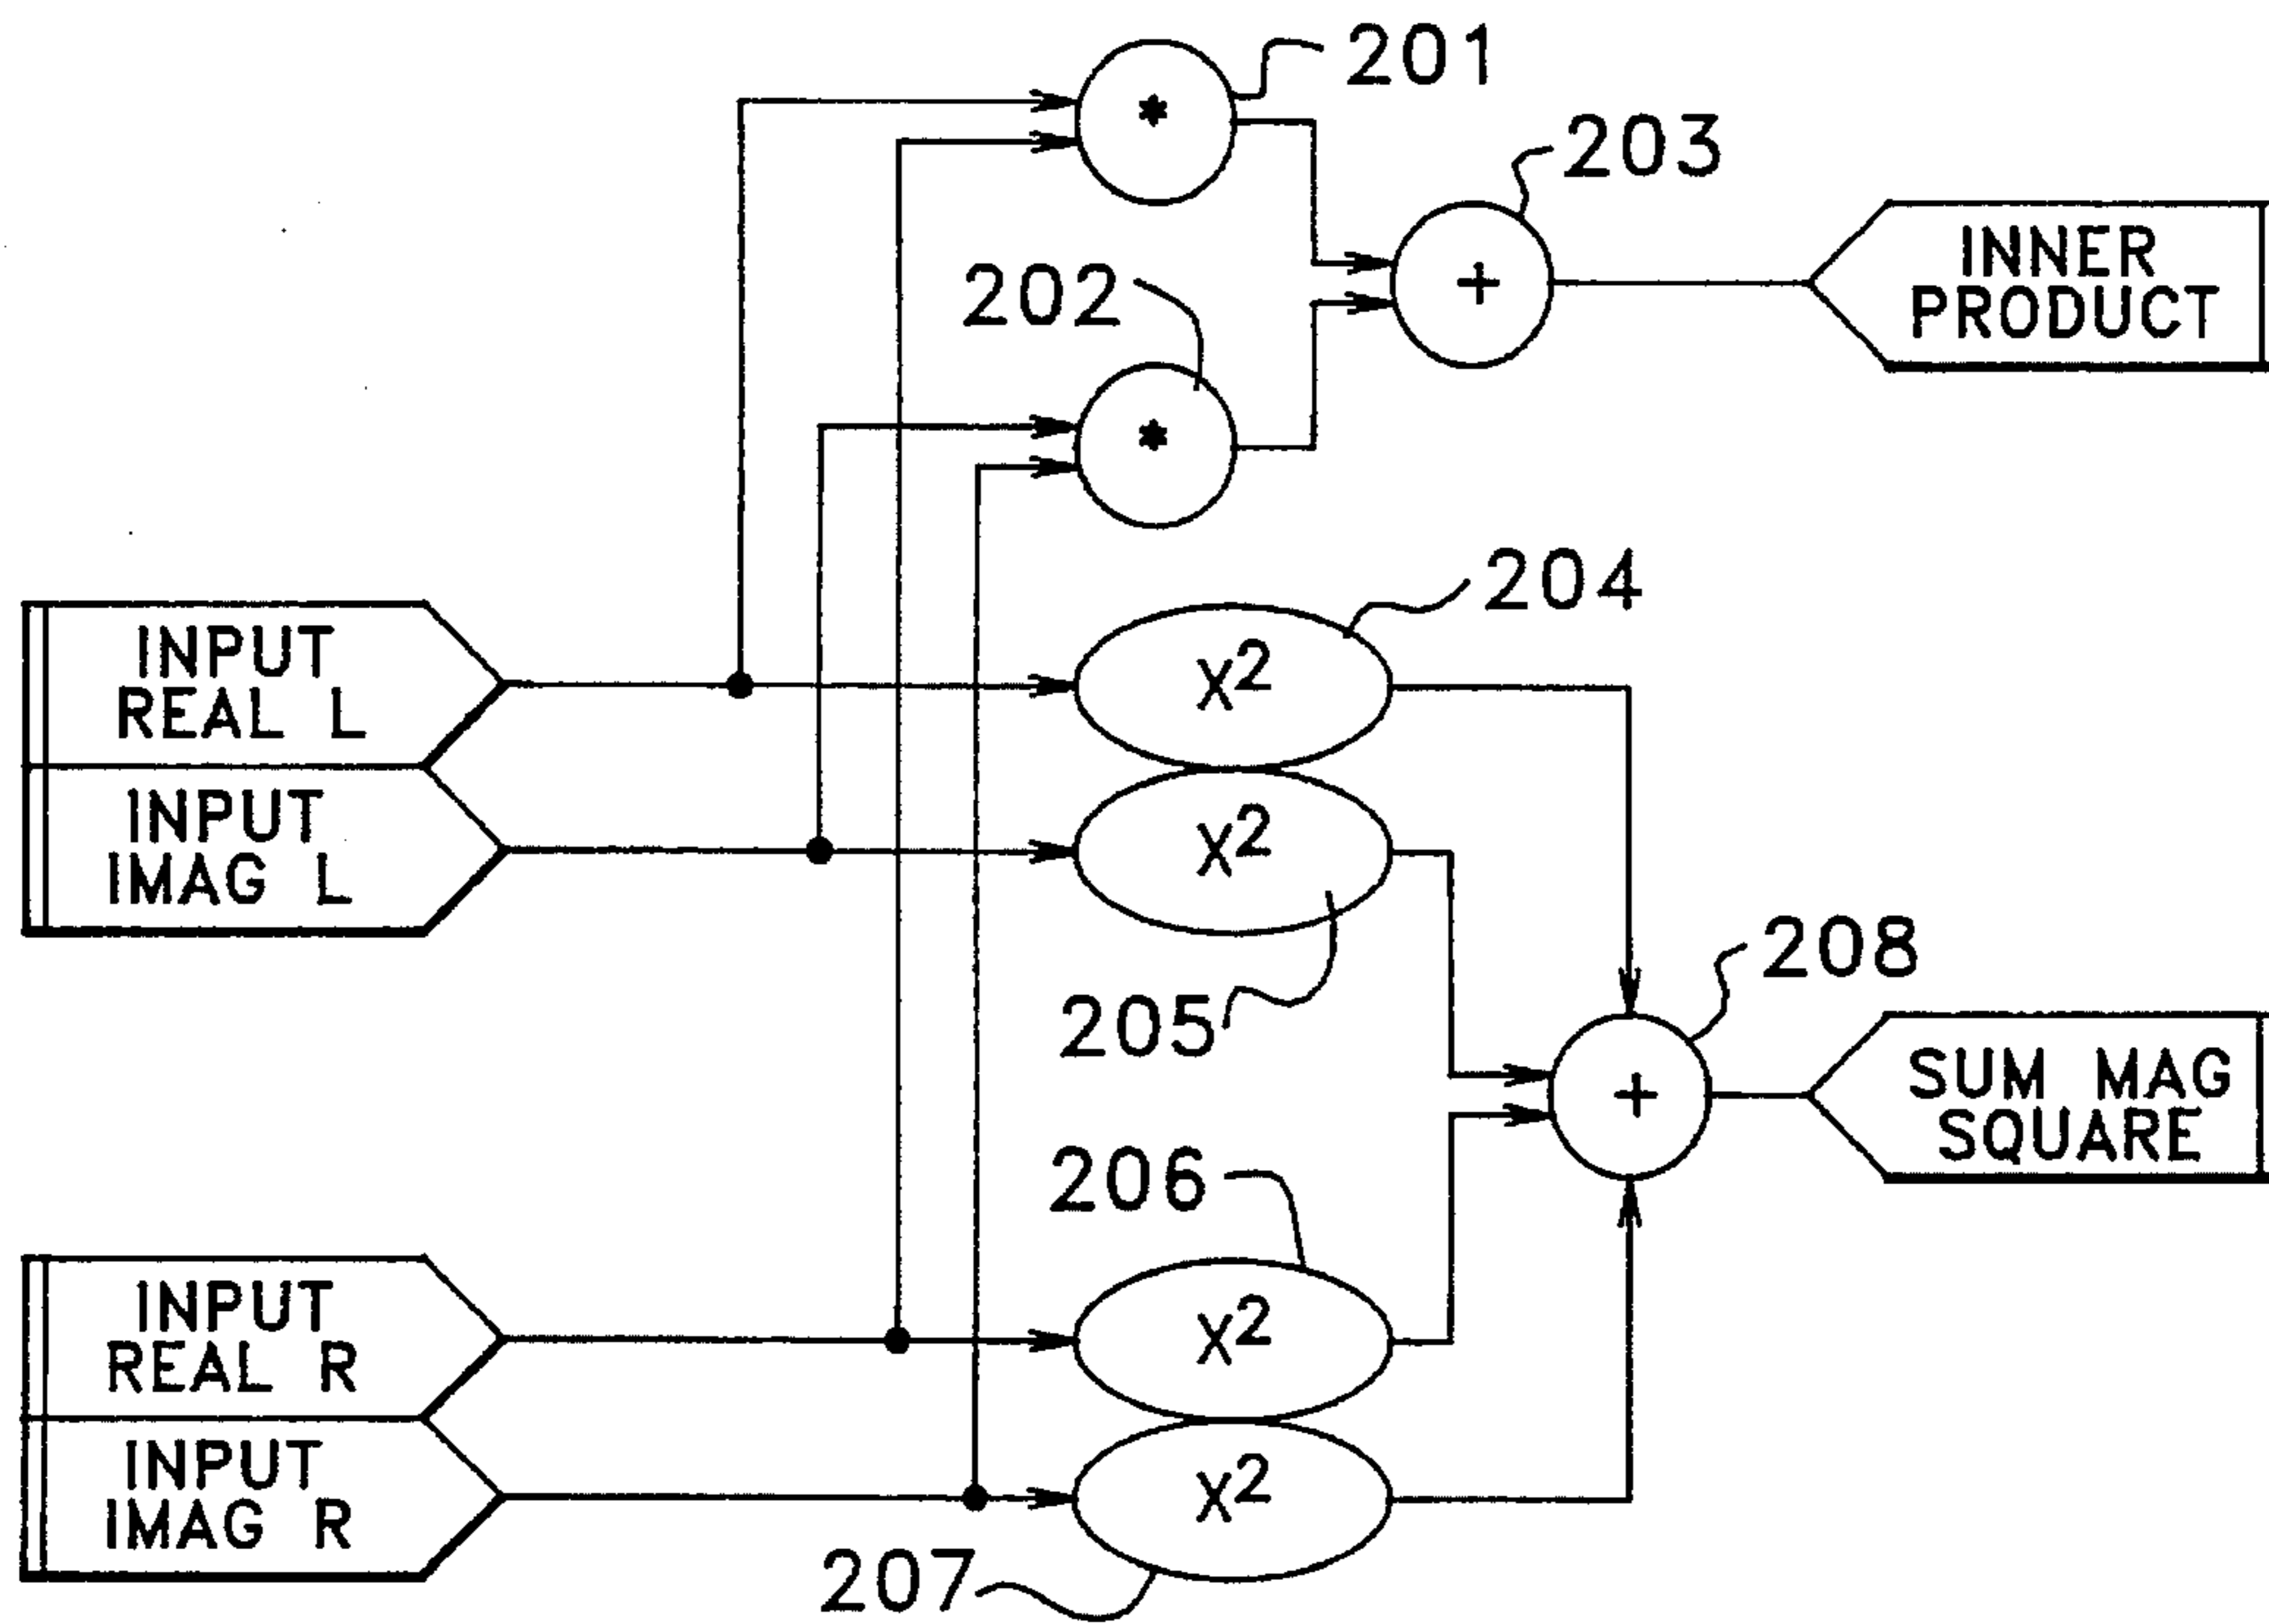 201
*
203
INNER
PRODUCT
+
202
*
204
INPUT
REAL L
X²
INPUT
IMAG L
X²
205
208
+
SUM MAG
SQUARE
206
INPUT
REAL R
X²
INPUT
IMAG R
X²
207